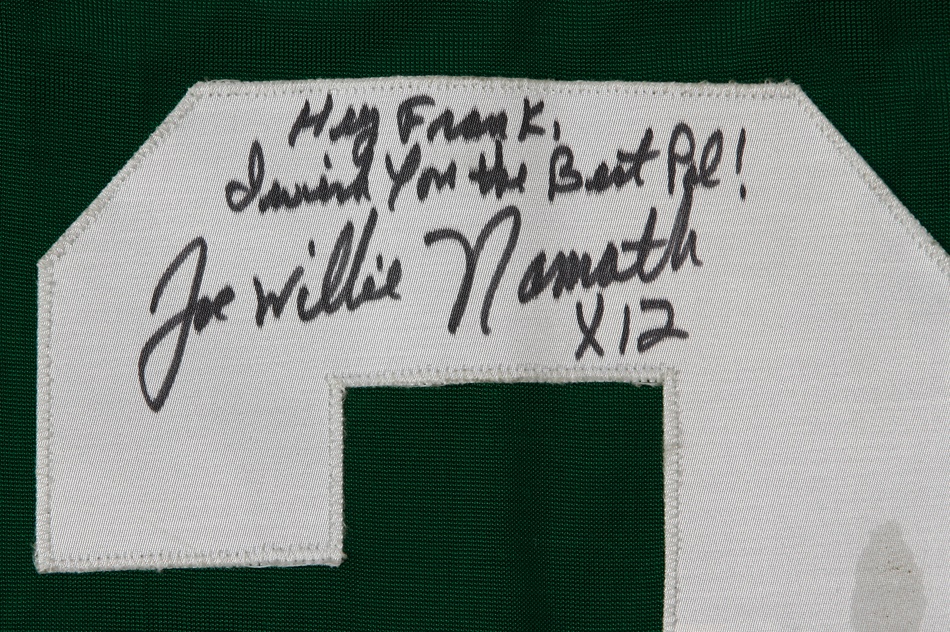 Hey Frank,
I wish You the Best Pal!
Joe Willie Namath
X12